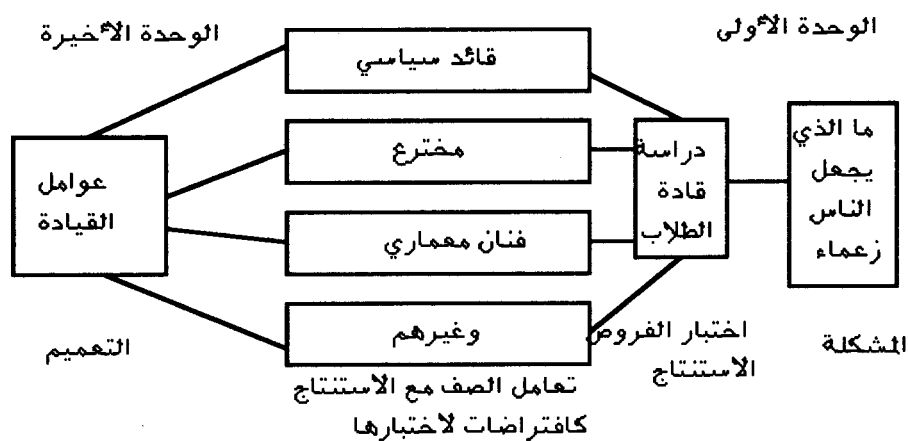 الوحدة الأولى
الوحدة الأخيرة
ما الذي
يجعل
الناس
زعماء
دراسة
قادة
الطلاب
قائد سياسي
مخترع
فنان معماري
وغيرهم
عوامل
القيادة
المشكلة
اختبار الفروض
الاستنتاج
تعامل الصف مع الاستنتاج
كافتراضات لاختبارها
التعميم